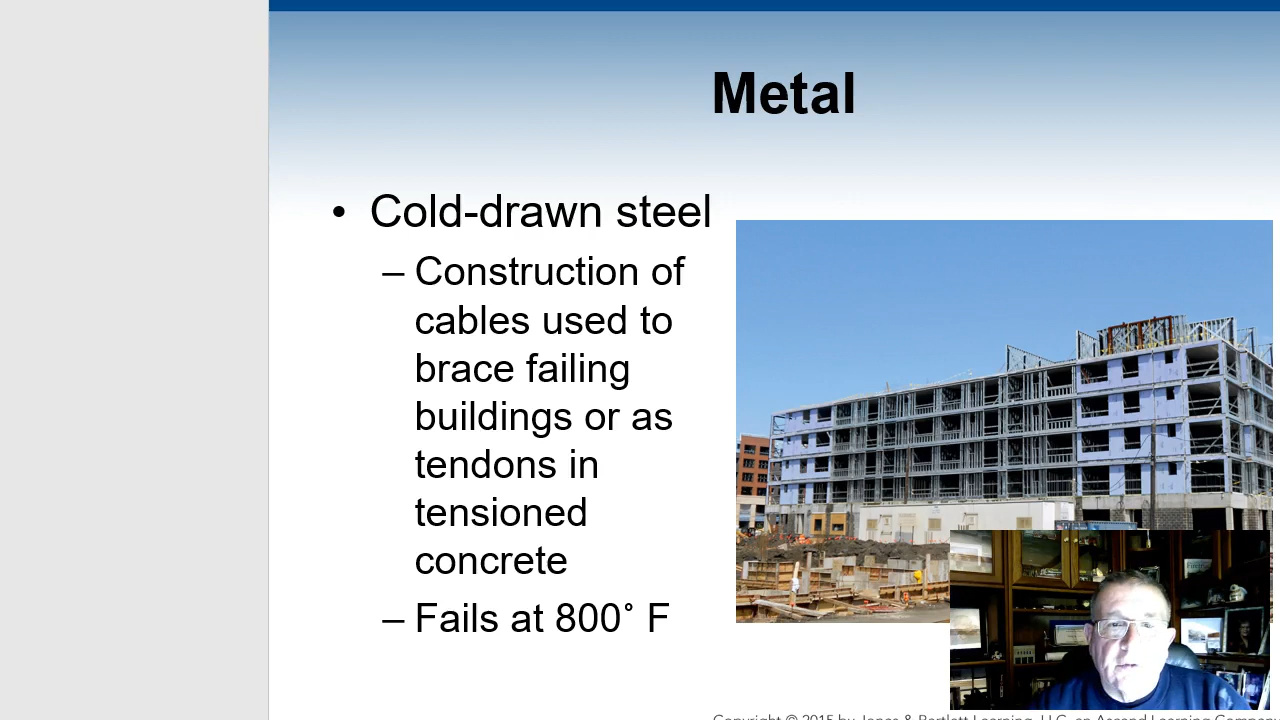 Metal
• Cold-drawn steel
– Construction of
cables used to
brace failing
buildings or as
tendons in
tensioned
concrete
– Fails at 800˚ F
Copyright © 2015 by Jones & Bartlett Learning, LLC, an Ascend Learning Company